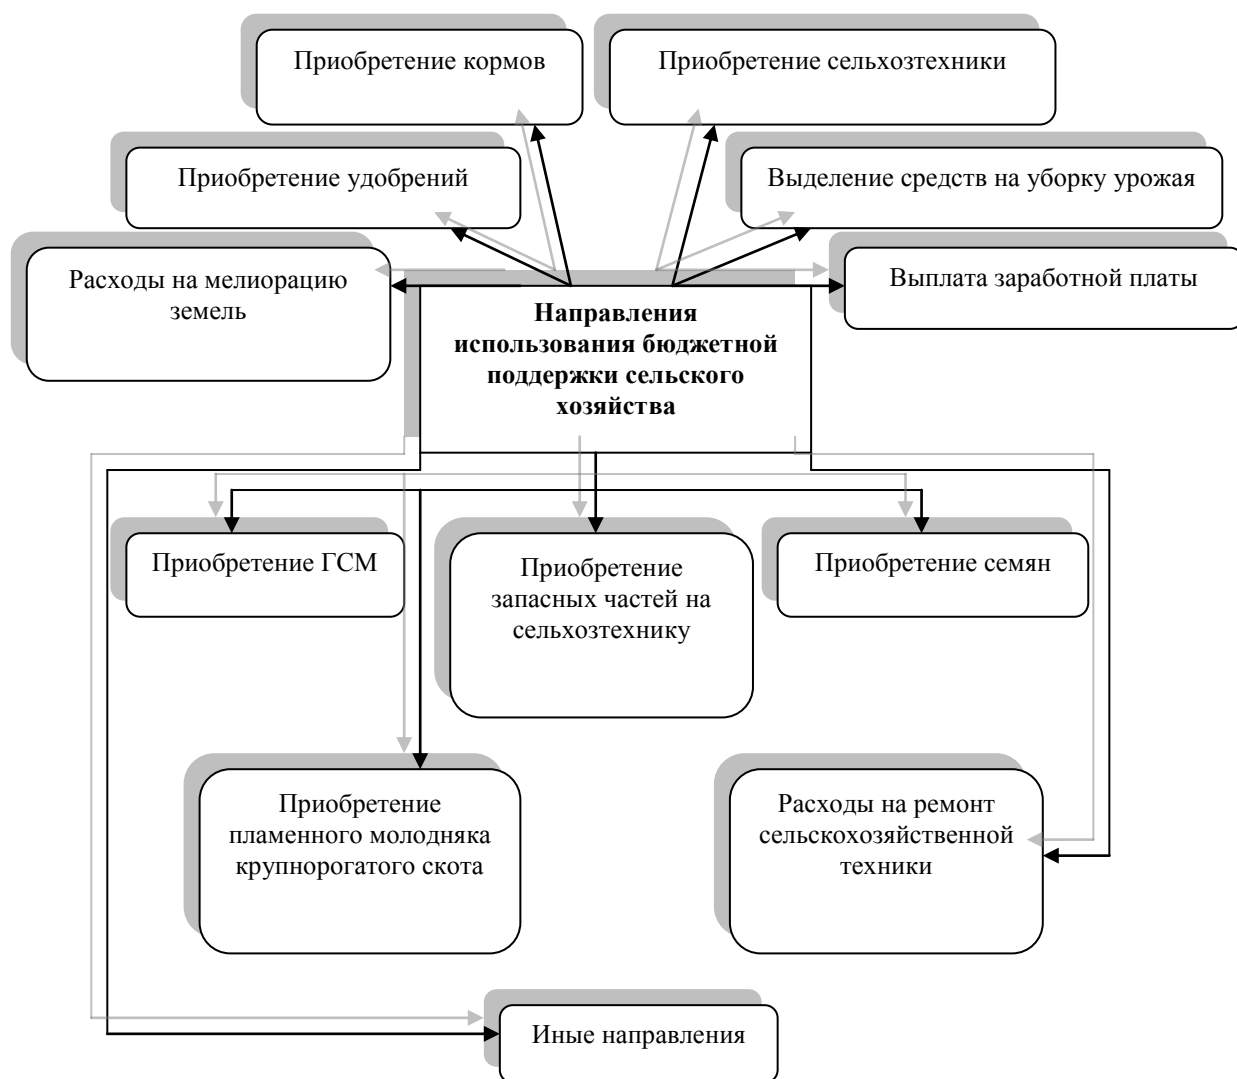 Приобретение кормов
Приобретение сельхозтехники
Приобретение удобрений
Выделение средств на уборку урожая
Расходы на мелиорацию
земель
Выплата заработной платы
Направления
использования бюджетной
поддержки сельского
хозяйства
Приобретение ГСМ
Приобретение
запасных частей на
сельхозтехнику
Приобретение семян
Приобретение
пламенного молодняка
крупнорогатого скота
Расходы на ремонт
сельскохозяйственной
техники
Иные направления